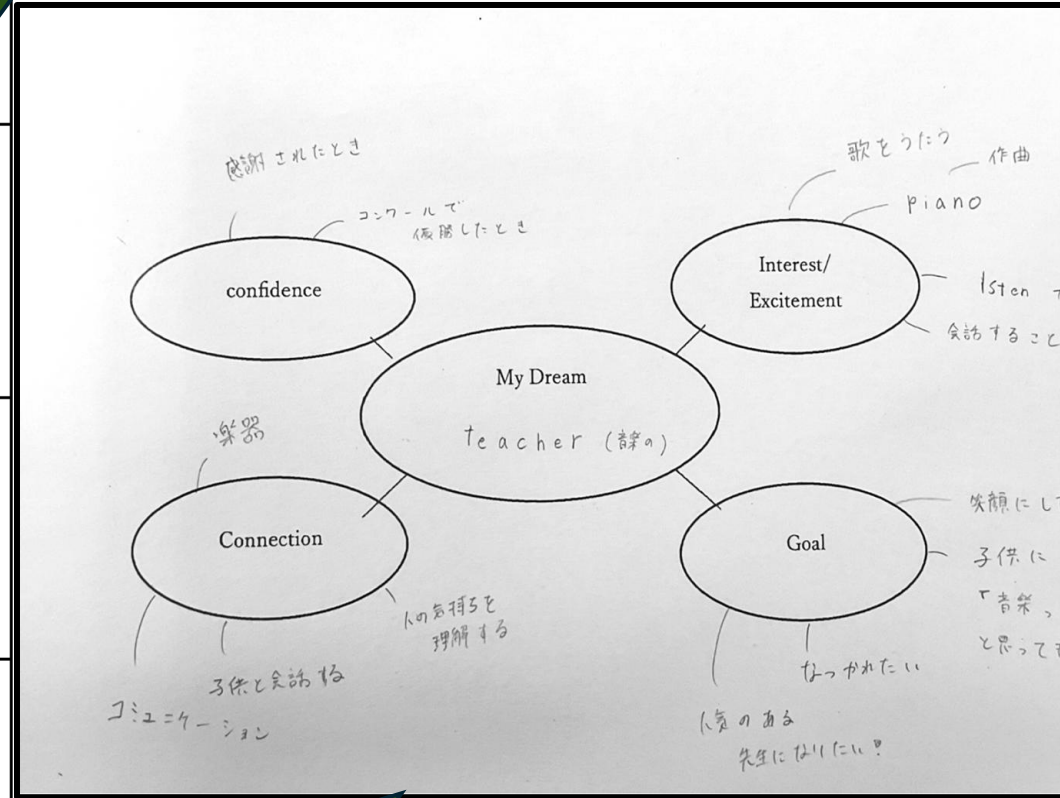 感謝されたとき
コンクールで
優勝したとき
confidence
歌をうたう
作曲
piano
Interest/
Excitement
lsten
会話すること
My Dream
teacher (音楽の)
楽器
Connection
人の気持ちを
理解する
子供と会話する
コミュニケーション
Goal
笑顔にし
子供に
「音楽っ
と思って
なつかれたい
人気のある
先生になりたい!